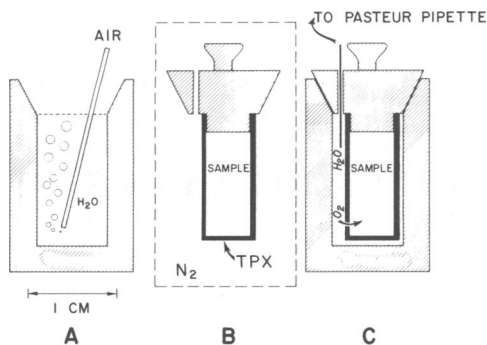 AIR
H₂O
1 CM
A
SAMPLE
N₂
TPX
B
TO PASTEUR PIPETTE
H₂O
O₂
SAMPLE
C